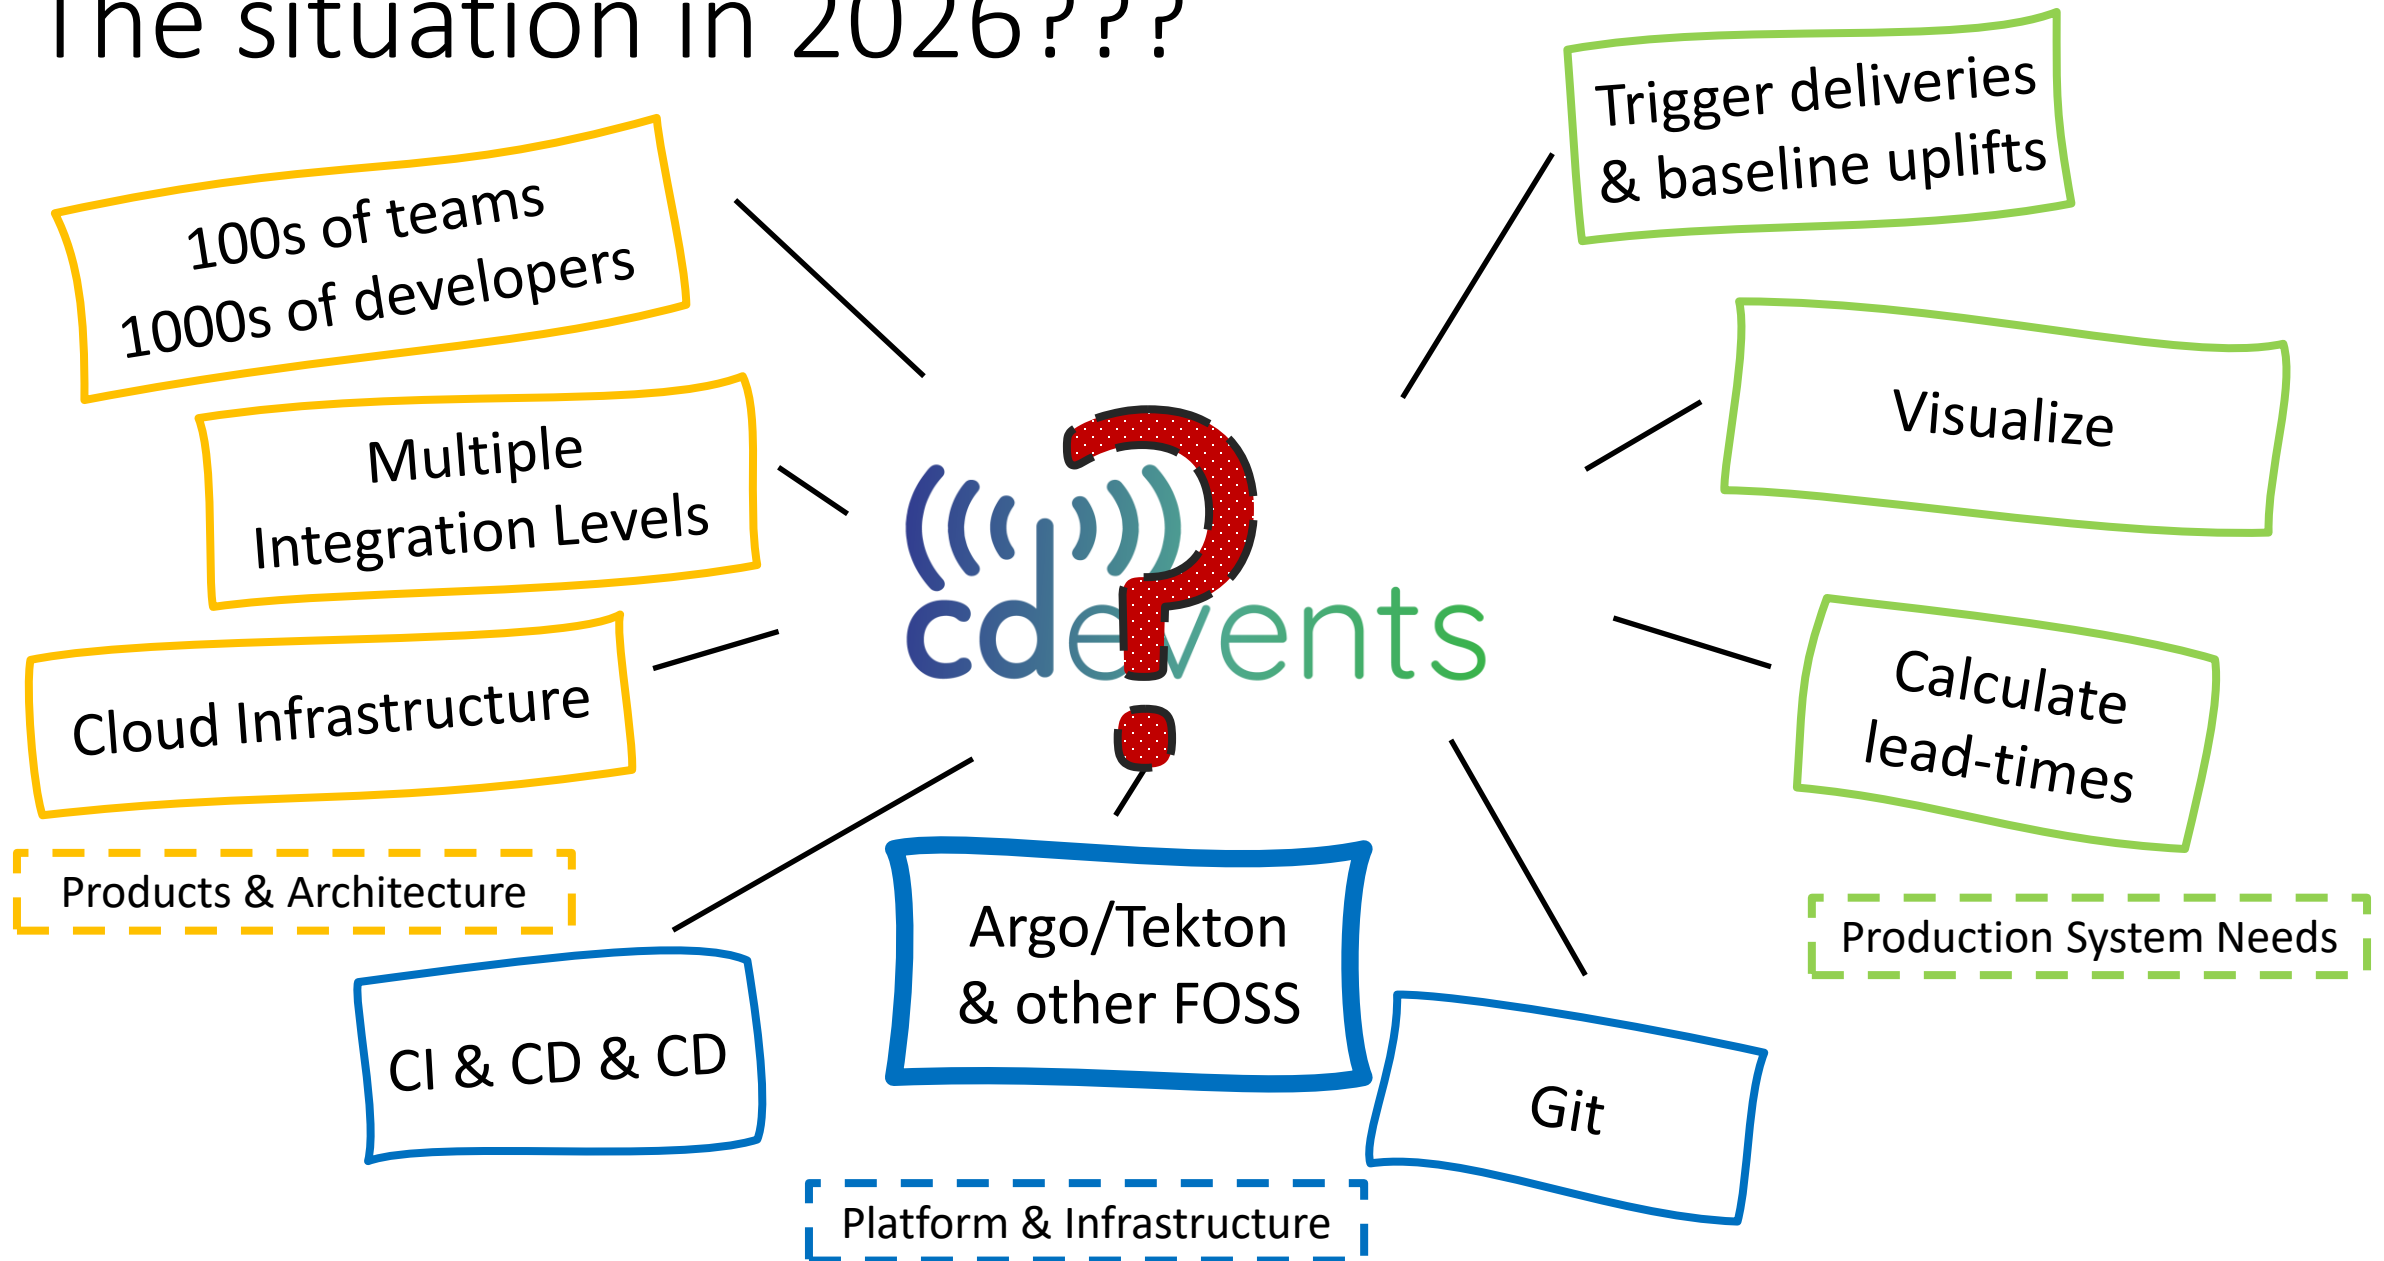 The situation in 2026???
100s of teams
1000s of developers
Multiple
Integration Levels
Cloud Infrastructure
Products & Architecture
CI & CD & CD
Argo/Tekton
& other FOSS
Git
Platform & Infrastructure
cdevents
?
Trigger deliveries
& baseline uplifts
Visualize
Calculate
lead-times
Production System Needs